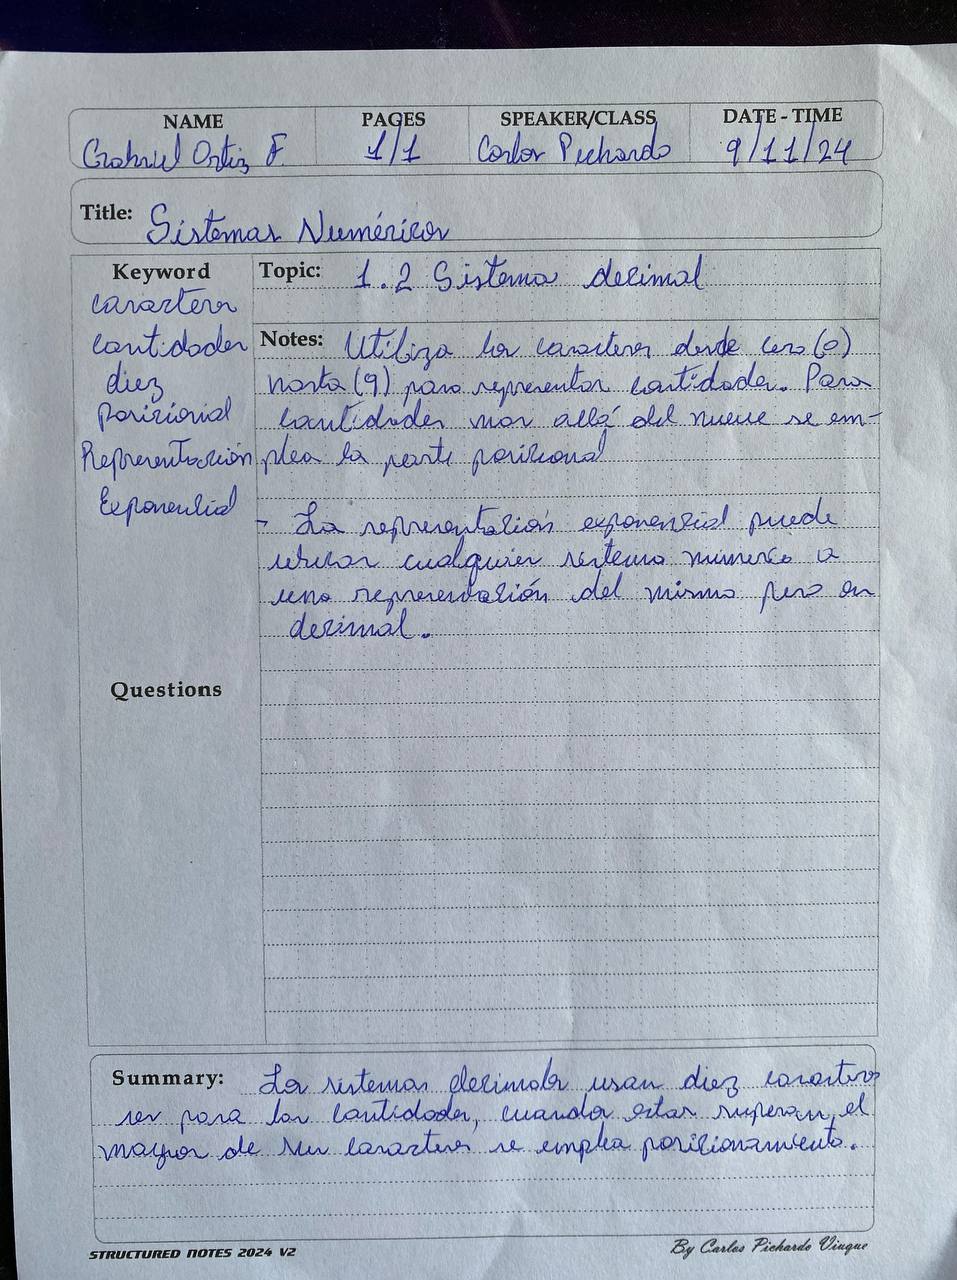 NAME
Gabriel Ortiz F.
PAGES
1/1
SPEAKER/CLASS
Carlos Pichardo
DATE - TIME
9/11/24
Title: Sistemas Numéricos
Keyword
caracteres
cantidades
diez
posicional
Representación
Exponencial
Topic: 1.2 Sistema decimal
Notes: Utiliza los caracteres desde cero (0)
hasta (9) para representar cantidades. Para
cantidades mas allá del nueve se em-
plea la parte posicional
- La representación exponencial puede
cualquier sistema númerico a
una representación del mismo pero en
decimal.
Questions
Summary: Los sistemas decimales usan diez caracteres
ser para las cantidades, cuando estas superan el
mayor de sus caracteres se emplea posicionamiento.
STRUCTURED NOTES 2024 V2
By Carlos Pichardo Viuque